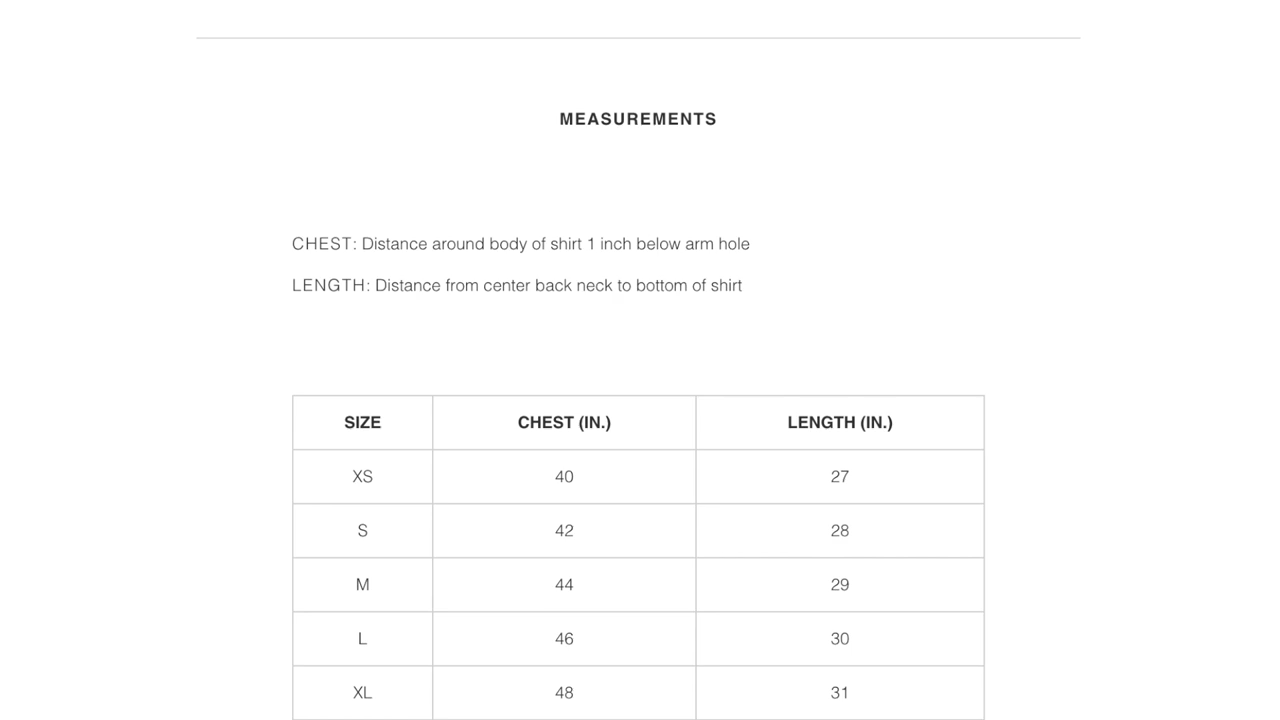 MEASUREMENTS
CHEST: Distance around body of shirt 1 inch below arm hole
LENGTH: Distance from center back neck to bottom of shirt
SIZE CHEST (IN.) LENGTH (IN.)
XS 40 27
S 42 28
M 44 29
L 46 30
XL 48 31